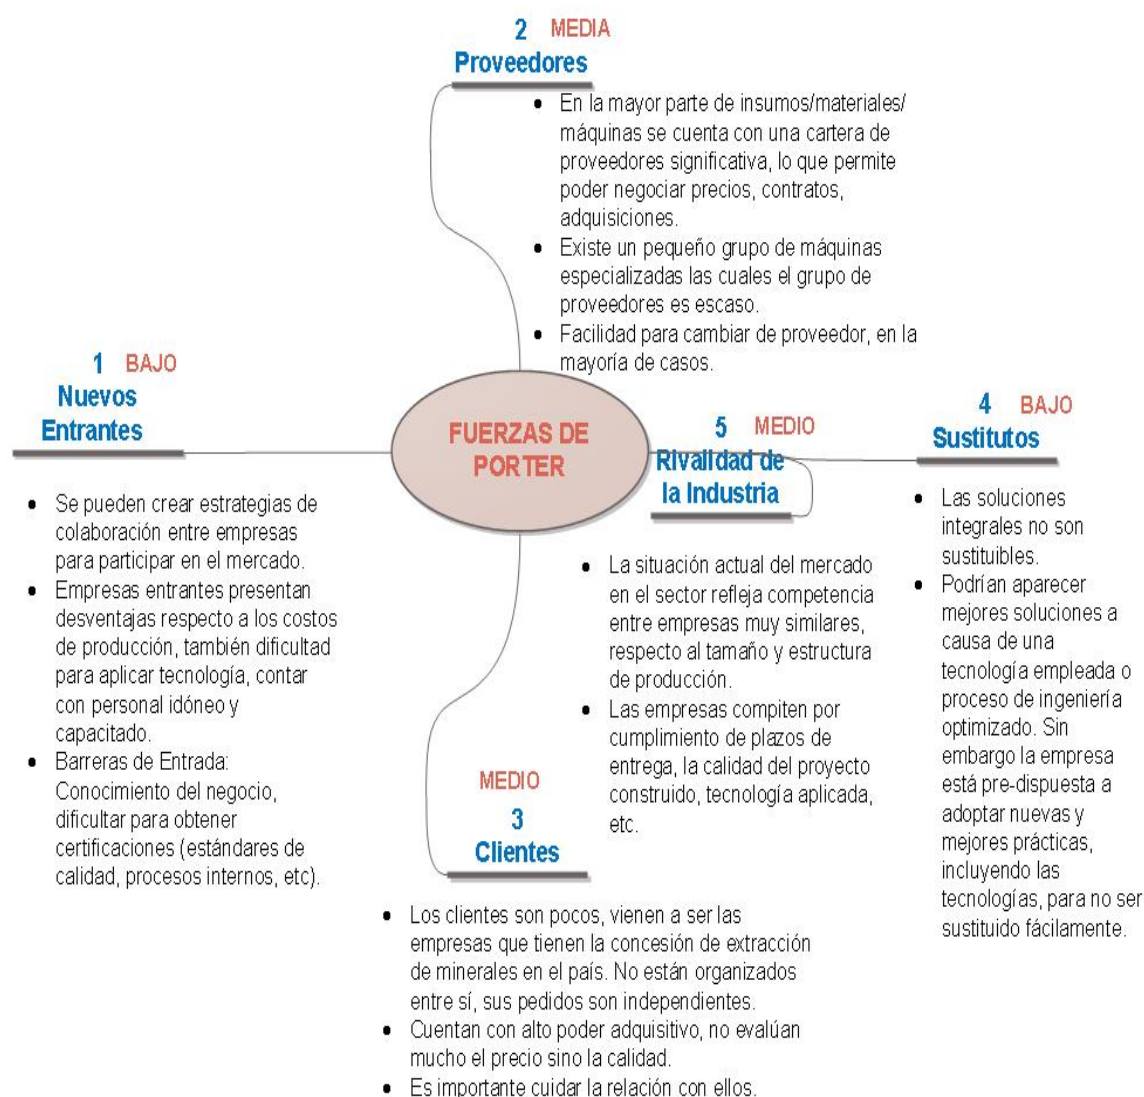 2 MEDIA
Proveedores
• En la mayor parte de insumos/materiales/
máquinas se cuenta con una cartera de
proveedores significativa, lo que permite
poder negociar precios, contratos,
adquisiciones.
• Existe un pequeño grupo de máquinas
especializadas las cuales el grupo de
proveedores es escaso.
• Facilidad para cambiar de proveedor, en la
mayoría de casos.
1 BAJO
Nuevos
Entrantes
• Se pueden crear estrategias de
colaboración entre empresas
para participar en el mercado.
• Empresas entrantes presentan
desventajas respecto a los costos
de producción, también dificultad
para aplicar tecnología, contar
con personal idóneo y
capacitado.
• Barreras de Entrada:
Conocimiento del negocio,
dificultar para obtener
certificaciones (estándares de
calidad, procesos internos, etc).
FUERZAS DE
PORTER
5 MEDIO
Rivalidad de
la Industria
• La situación actual del mercado
en el sector refleja competencia
entre empresas muy similares,
respecto al tamaño y estructura
de producción.
• Las empresas compiten por
cumplimiento de plazos de
entrega, la calidad del proyecto
construido, tecnología aplicada,
etc.
4 BAJO
Sustitutos
• Las soluciones
integrales no son
sustituibles.
• Podrían aparecer
mejores soluciones a
causa de una
tecnología empleada o
proceso de ingeniería
optimizado. Sin
embargo la empresa
está pre-dispuesta a
adoptar nuevas y
mejores prácticas,
incluyendo las
tecnologías, para no ser
sustituido fácilmente.
MEDIO
3
Clientes
• Los clientes son pocos, vienen a ser las
empresas que tienen la concesión de extracción
de minerales en el país. No están organizados
entre sí, sus pedidos son independientes.
• Cuentan con alto poder adquisitivo, no evalúan
mucho el precio sino la calidad.
• Es importante cuidar la relación con ellos.